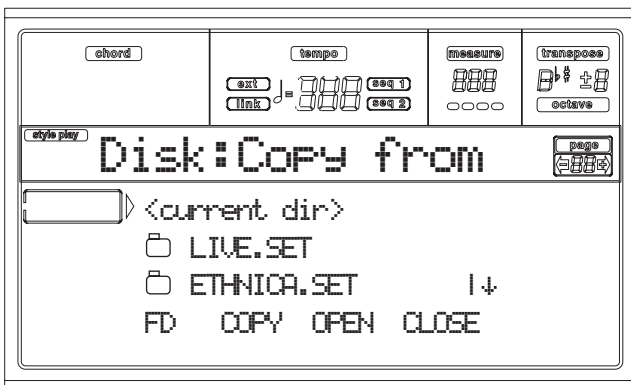 chord tempo measure transpose
ext seq 1
link seq 2
octave
style play Disk:Copy from page
<current dir>
LIVE.SET
ETHNICA.SET
FD COPY OPEN CLOSE